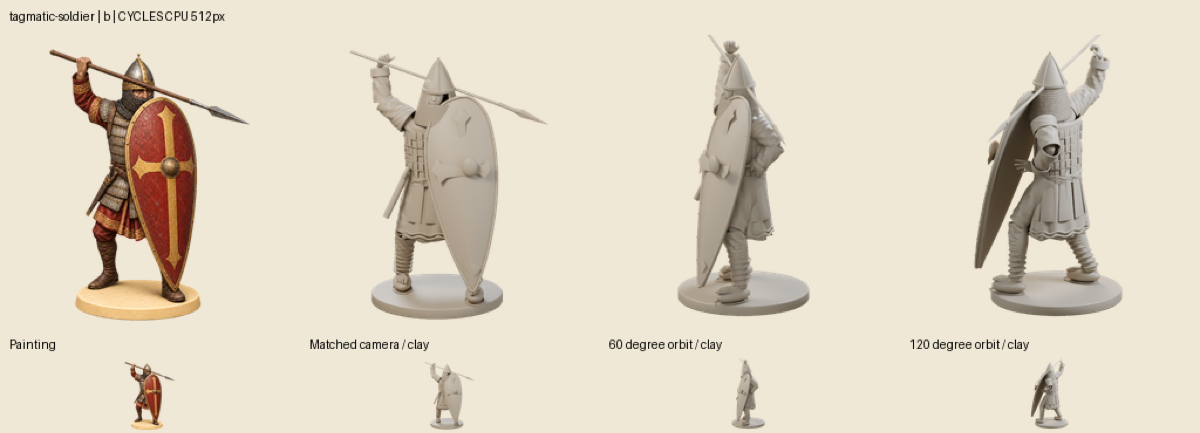 tagmatic-soldier | b | CYCLES CPU 512px
Painting
Matched camera / clay
60 degree orbit / clay
120 degree orbit / clay